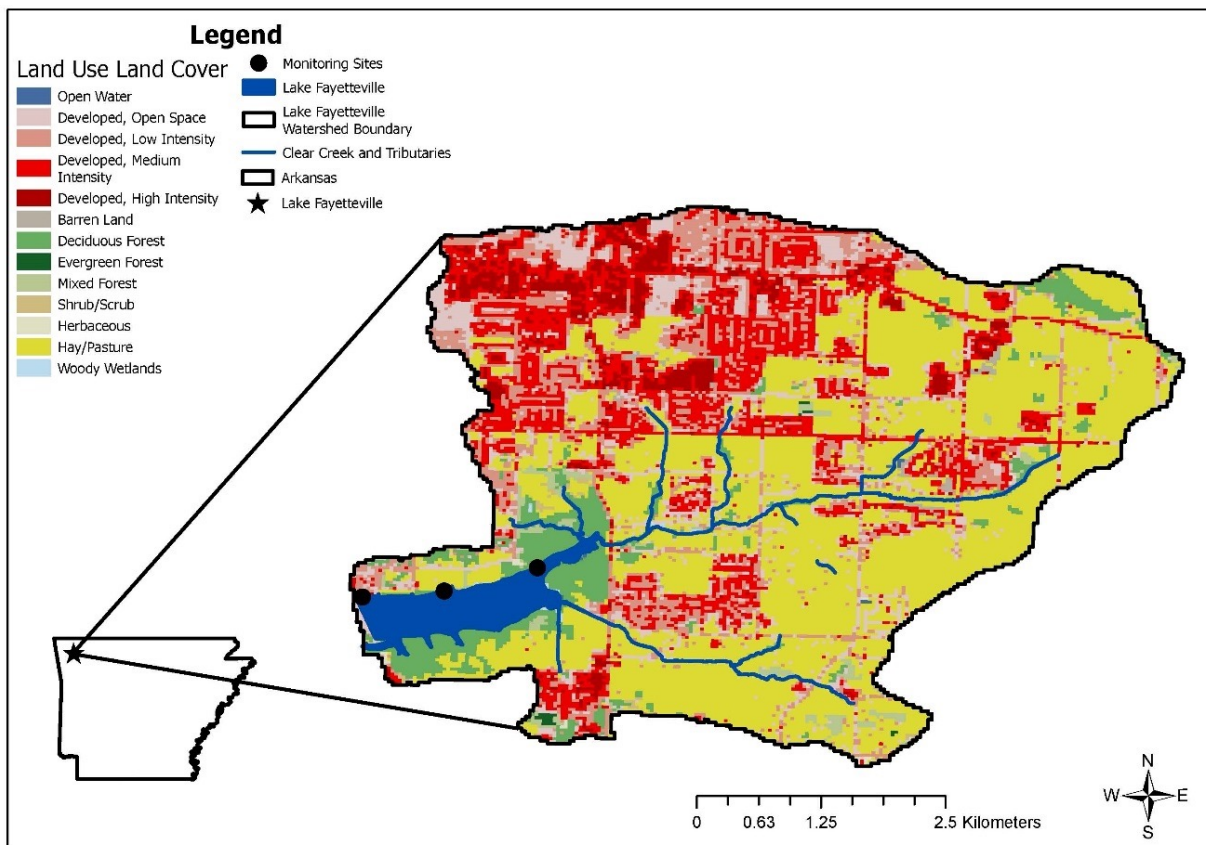 Legend
Land Use Land Cover
Open Water
Developed, Open Space
Developed, Low Intensity
Developed, Medium
Intensity
Developed, High Intensity
Barren Land
Deciduous Forest
Evergreen Forest
Mixed Forest
Shrub/Scrub
Herbaceous
Hay/Pasture
Woody Wetlands
Monitoring Sites
Lake Fayetteville
Lake Fayetteville
Watershed Boundary
Clear Creek and Tributaries
Arkansas
Lake Fayetteville
N
W E
S
0 0.63 1.25 2.5 Kilometers